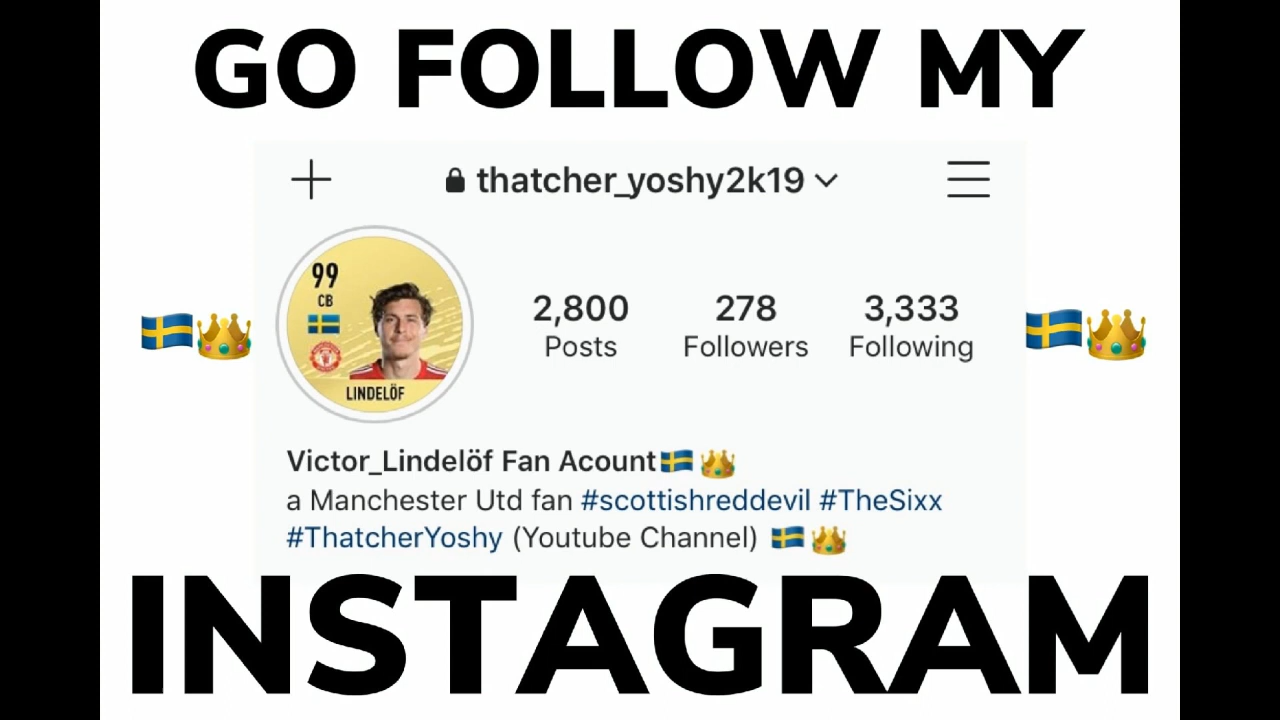 GO FOLLOW MY
thatcher_yoshy2k19
99
CB
LINDELÖF
2,800 278 3,333
Posts Followers Following
Victor_Lindelöf Fan Acount🇸🇪👑
a Manchester Utd fan #scottishreddevil #TheSixx
#ThatcherYoshy (Youtube Channel) 🇸🇪👑
INSTAGRAM